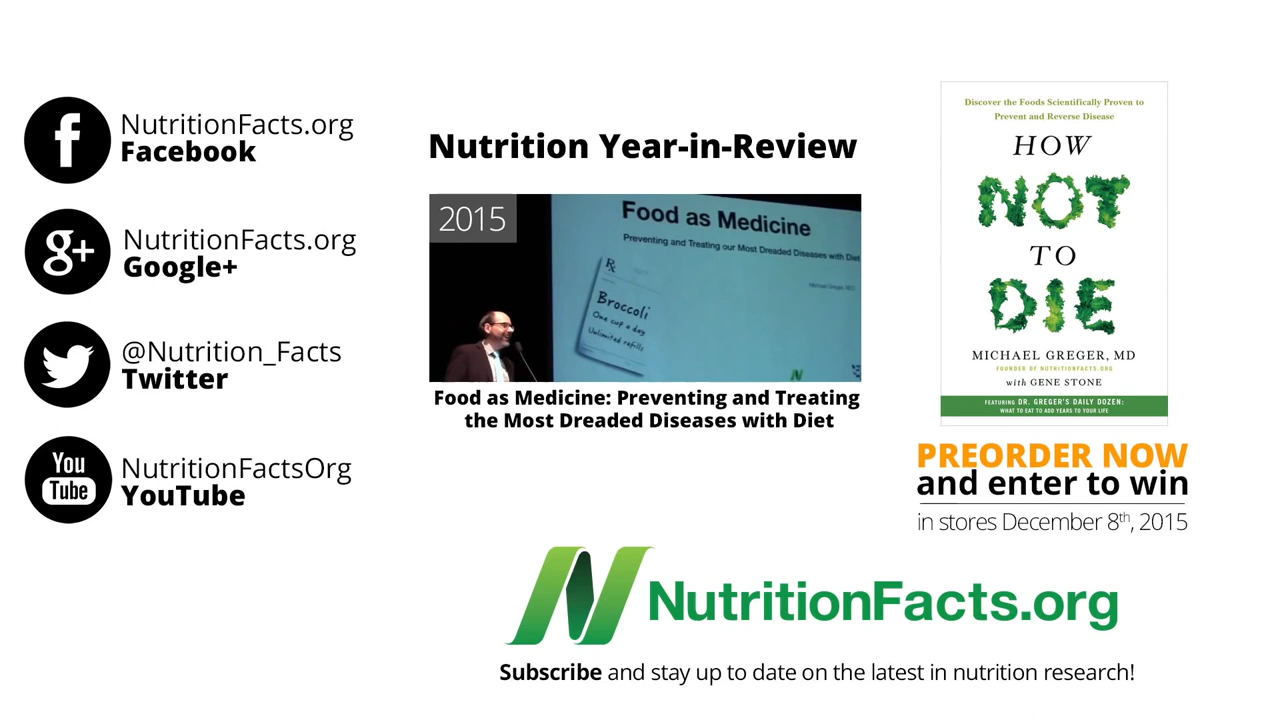 NutritionFacts.org
Facebook
NutritionFacts.org
Google+
@Nutrition_Facts
Twitter
You
Tube
NutritionFactsOrg
YouTube
Nutrition Year-in-Review
2015
Food as Medicine
Preventing and Treating our Most Dreaded Diseases with Diet
Broccoli
One cup a day
Unlimited refills
Food as Medicine: Preventing and Treating
the Most Dreaded Diseases with Diet
Discover the Foods Scientifically Proven to
Prevent and Reverse Disease
HOW
NOT
TO
DIE
MICHAEL GREGER, MD
FOUNDER OF NUTRITIONFACTS.ORG
with GENE STONE
FEATURING DR. GREGER'S DAILY DOZEN:
WHAT TO EAT TO ADD YEARS TO YOUR LIFE
PREORDER NOW
and enter to win
in stores December 8th, 2015
NutritionFacts.org
Subscribe and stay up to date on the latest in nutrition research!